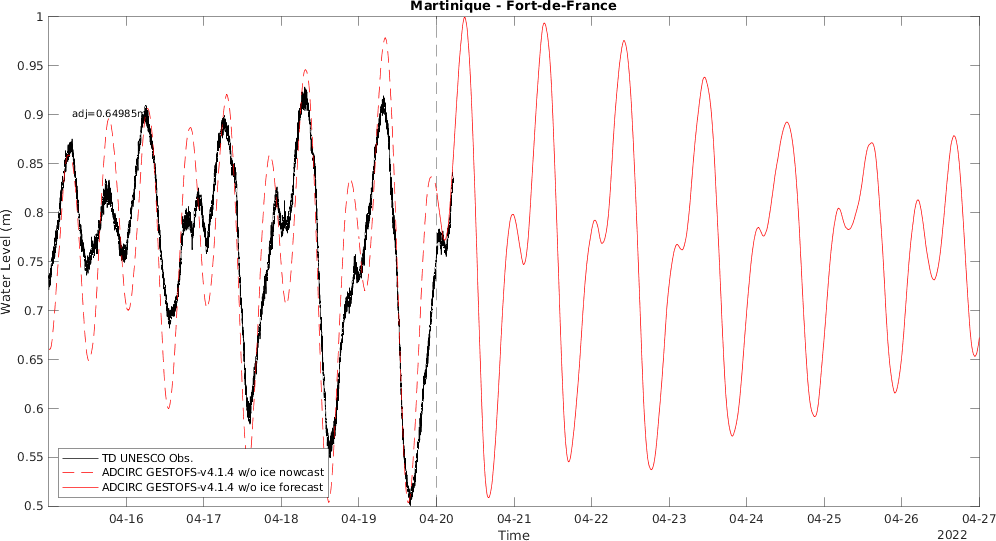 Martinique - Fort-de-France
1
0.95
0.9
0.85
0.8
0.75
0.7
0.65
0.6
0.55
0.5
Water Level (m)
adj=0.64985m
TD UNESCO Obs.
ADCIRC GESTOFS-v4.1.4 w/o ice nowcast
ADCIRC GESTOFS-v4.1.4 w/o ice forecast
04-16 04-17 04-18 04-19 04-20 04-21 04-22 04-23 04-24 04-25 04-26 04-27
Time
2022